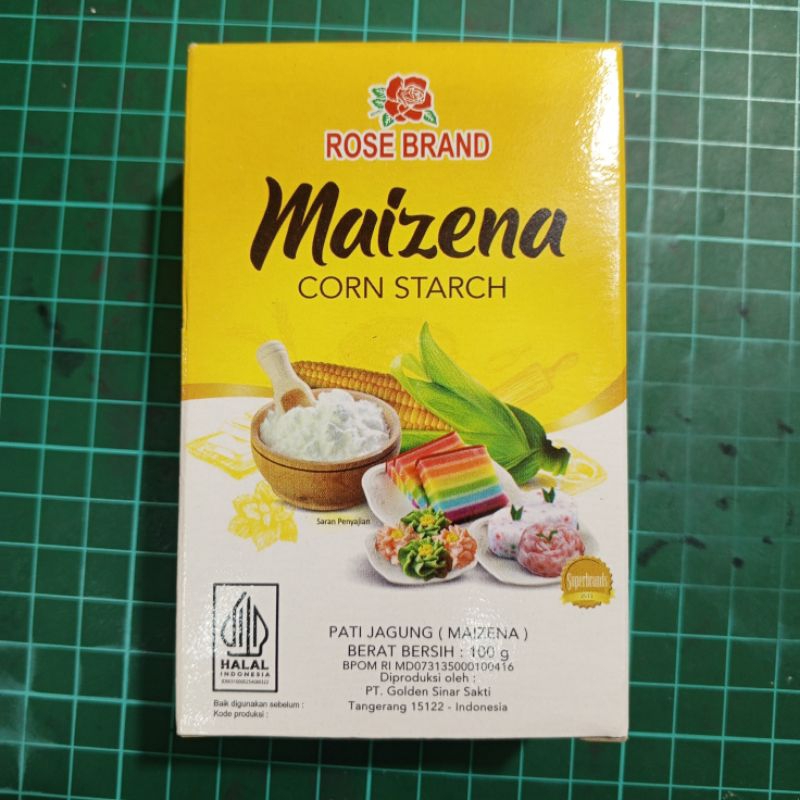 ROSE BRAND
Maizena
CORN STARCH
Saran Penyajian
Superbrands
HALAL
INDONESIA
PATI JAGUNG ( MAIZENA )
BERAT BERSIH : 100 g
BPOM RI MD073135000100416
Diproduksi oleh :
PT. Golden Sinar Sakti
Tangerang 15122 - Indonesia
Baik digunakan sebelum :
Kode produksi :